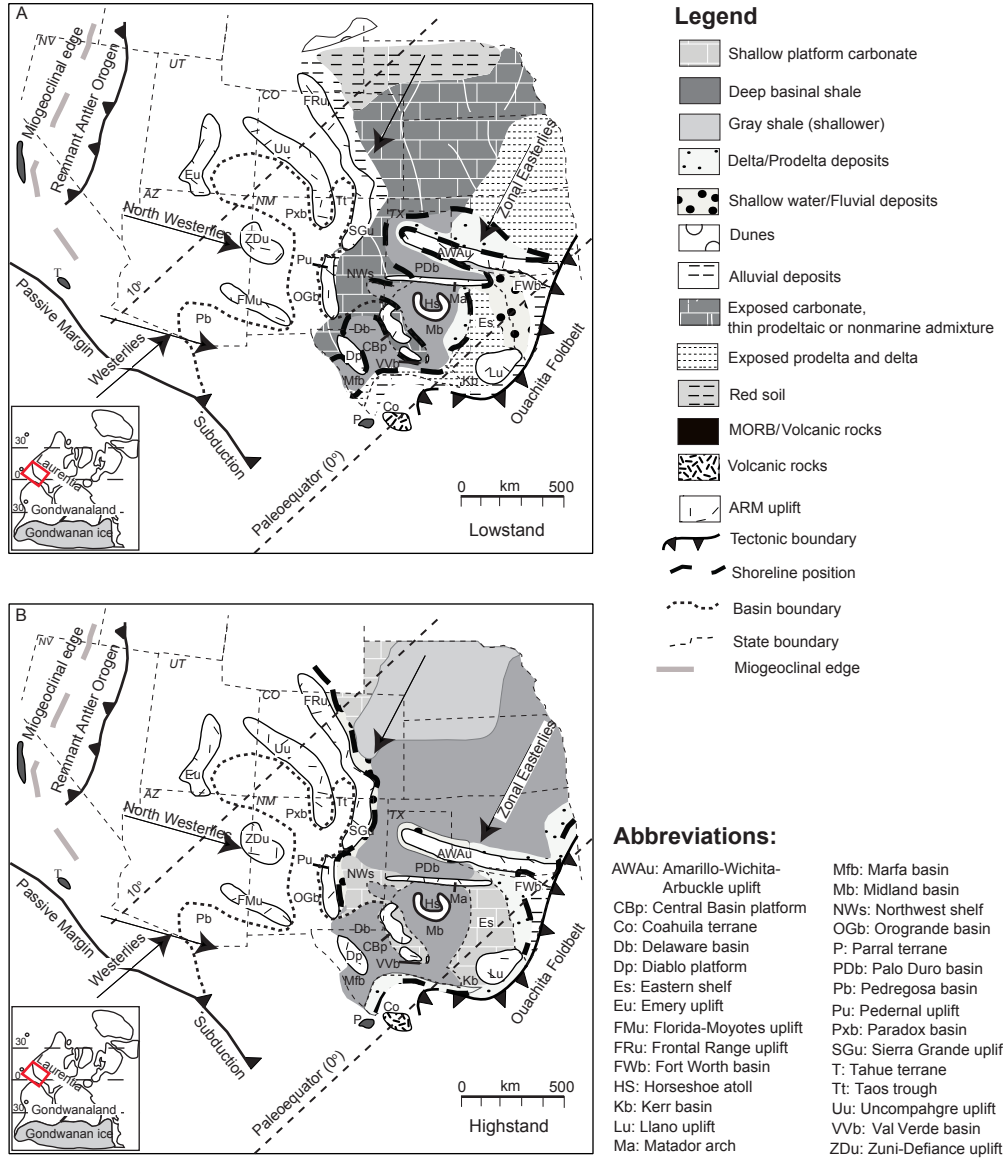 A
NV
UT
CO
AZ
NM
TX
Miogeoclinal edge
Remnant Antler Orogen
FRu
Uu
Eu
Pxb
Tt
North Westerlies
ZDu
SGu
Pu
Zonal Easterlies
AWAu
PDb
NWs
FWb
10º
OGb
Hs
Ma
FMu
T
Passive Margin
Pb
Db
Mb
Es
CBp
Dp
VVb
Lu
Westerlies
Mfb
Kb
Co
P
Ouachita Foldbelt
Subduction
Paleoequator (0º)
30
0
30
Laurentia
Gondwanaland
Gondwanan ice
0 km 500
Lowstand
Legend
Shallow platform carbonate
Deep basinal shale
Gray shale (shallower)
Delta/Prodelta deposits
Shallow water/Fluvial deposits
Dunes
Alluvial deposits
Exposed carbonate,
thin prodeltaic or nonmarine admixture
Exposed prodelta and delta
Red soil
MORB/Volcanic rocks
Volcanic rocks
ARM uplift
Tectonic boundary
Shoreline position
Basin boundary
State boundary
Miogeoclinal edge
B
NV
UT
CO
AZ
NM
TX
Miogeoclinal edge
Remnant Antler Orogen
FRu
Uu
Eu
Pxb
Tt
North Westerlies
ZDu
SGu
Pu
Zonal Easterlies
AWAu
PDb
NWs
FWb
10º
OGb
Hs
Ma
FMu
T
Passive Margin
Pb
Db
Mb
Es
CBp
Dp
VVb
Lu
Westerlies
Mfb
Kb
Co
P
Ouachita Foldbelt
Subduction
Paleoequator (0º)
30
0
30
Laurentia
Gondwanaland
Gondwanan ice
0 km 500
Highstand
Abbreviations:
AWAu: Amarillo-Wichita-
Arbuckle uplift
CBp: Central Basin platform
Co: Coahuila terrane
Db: Delaware basin
Dp: Diablo platform
Es: Eastern shelf
Eu: Emery uplift
FMu: Florida-Moyotes uplift
FRu: Frontal Range uplift
FWb: Fort Worth basin
HS: Horseshoe atoll
Kb: Kerr basin
Lu: Llano uplift
Ma: Matador arch
Mfb: Marfa basin
Mb: Midland basin
NWs: Northwest shelf
OGb: Orogrande basin
P: Parral terrane
PDb: Palo Duro basin
Pb: Pedregosa basin
Pu: Pedernal uplift
Pxb: Paradox basin
SGu: Sierra Grande uplif
T: Tahue terrane
Tt: Taos trough
Uu: Uncompahgre uplift
VVb: Val Verde basin
ZDu: Zuni-Defiance uplift